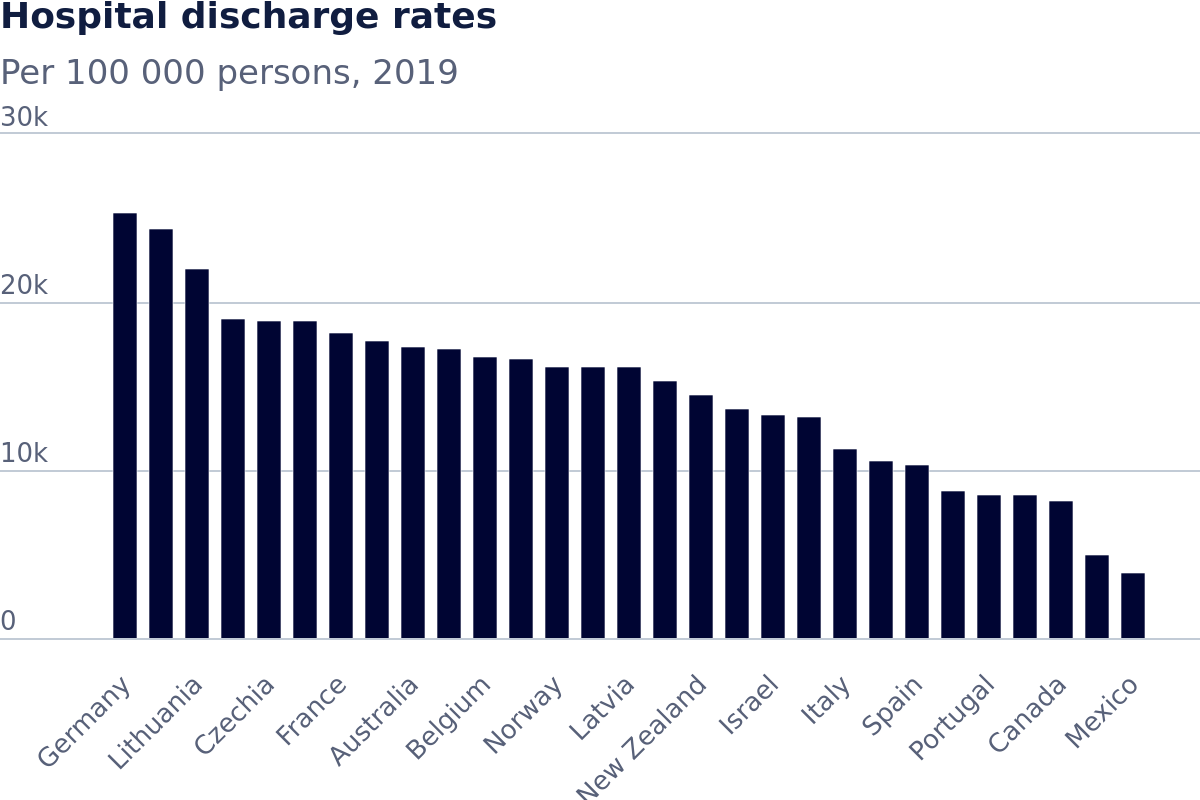 Hospital discharge rates
Per 100 000 persons, 2019
30k
20k
10k
0
Germany
Lithuania
Czechia
France
Australia
Belgium
Norway
Latvia
New Zealand
Israel
Italy
Spain
Portugal
Canada
Mexico